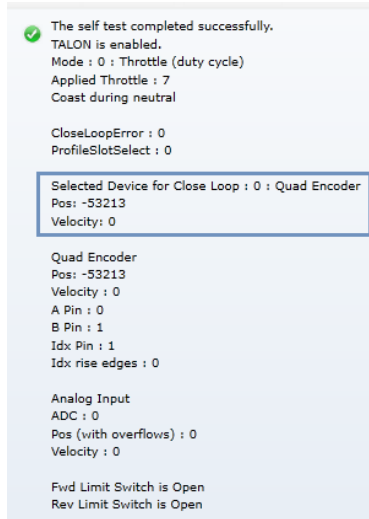 The self test completed successfully.
TALON is enabled.
Mode : 0 : Throttle (duty cycle)
Applied Throttle : 7
Coast during neutral
CloseLoopError : 0
ProfileSlotSelect : 0
Selected Device for Close Loop : 0 : Quad Encoder
Pos: -53213
Velocity: 0
Quad Encoder
Pos: -53213
Velocity : 0
A Pin : 0
B Pin : 1
Idx Pin : 1
Idx rise edges : 0
Analog Input
ADC : 0
Pos (with overflows) : 0
Velocity : 0
Fwd Limit Switch is Open
Rev Limit Switch is Open